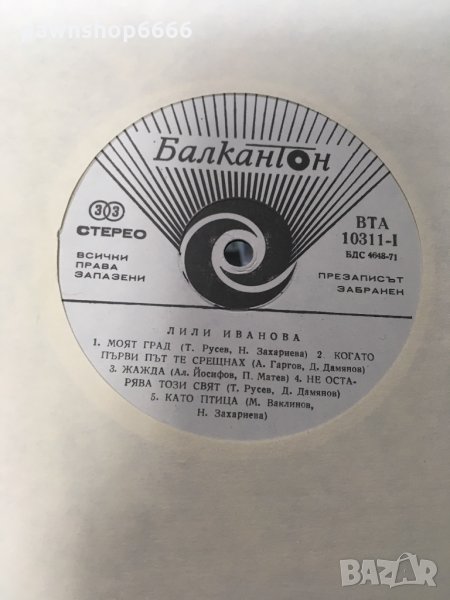 pawnshop6666
Балкантон
33
СТЕРЕО
ВСИЧКИ
ПРАВА
ЗАПАЗЕНИ
ВТА
10311-I
БДС 4048-71
ПРЕЗАПИСЪТ
ЗАБРАНЕН
ЛИЛИ ИВАНОВА
1. МОЯТ ГРАД (Т. Русев, Н. Захариева) 2. КОГАТО
ПЪРВИ ПЪТ ТЕ СРЕЩНАХ (А. Гаргов, Д. Дамянов)
3. ЖАЖДА (Ал. Йосифов, П. Матев) 4. НЕ ОСТА-
РЯВА ТОЗИ СВЯТ (Т. Русев, Д. Дамянов)
5. КАТО ПТИЦА (М. Ваклинов,
Н. Захариева)
BAZAR